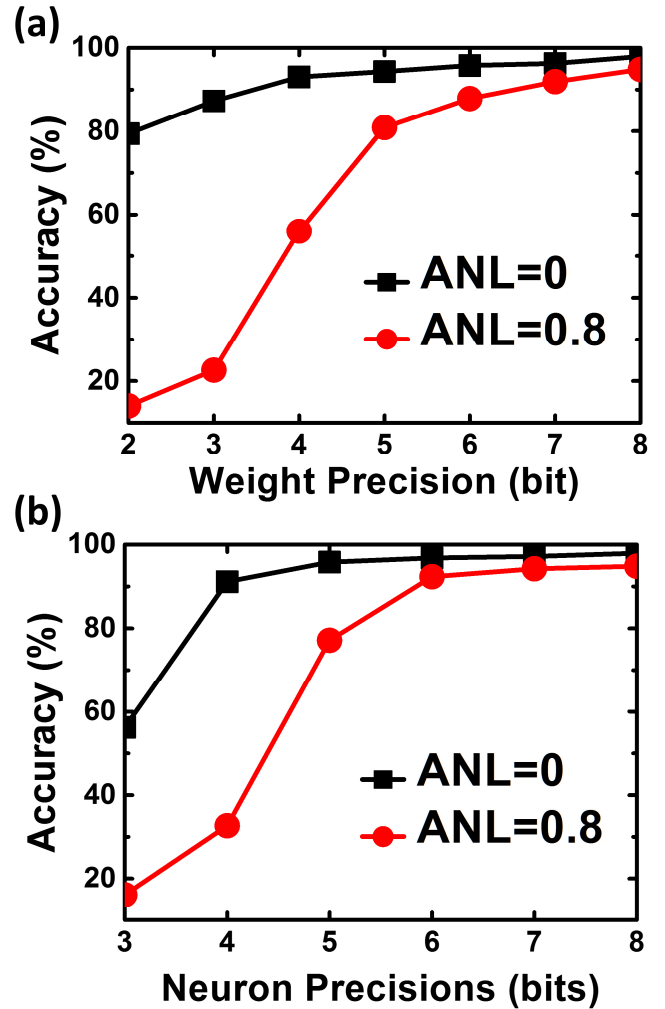 (a)
100
80
60
40
20
Accuracy (%)
ANL=0
ANL=0.8
2 3 4 5 6 7 8
Weight Precision (bit)
(b)
100
80
60
40
20
Accuracy (%)
ANL=0
ANL=0.8
3 4 5 6 7 8
Neuron Precisions (bits)